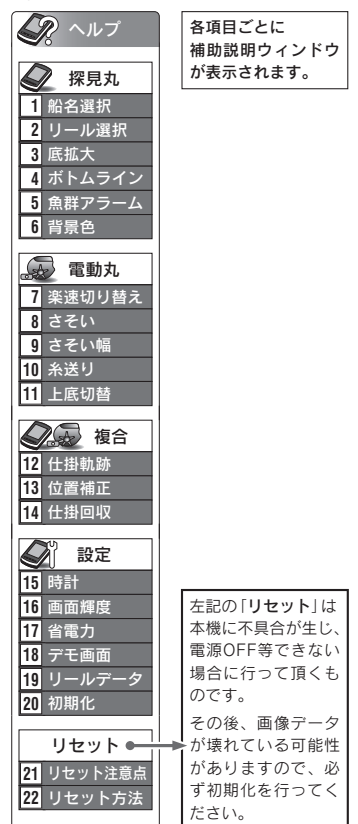 ヘルプ
各項目ごとに
補助説明ウィンドウ
が表示されます。
探見丸
1 船名選択
2 リール選択
3 底拡大
4 ボトムライン
5 魚群アラーム
6 背景色
電動丸
7 楽速切り替え
8 さそい
9 さそい幅
10 糸送り
11 上底切替
複合
12 仕掛軌跡
13 位置補正
14 仕掛回収
設定
15 時計
16 画面輝度
17 省電力
18 デモ画面
19 リールデータ
20 初期化
リセット
21 リセット注意点
22 リセット方法
左記の「リセット」は
本機に不具合が生じ、
電源OFF等できない
場合に行って頂くも
のです。
その後、画像データ
が壊れている可能性
がありますので、必
ず初期化を行ってく
ださい。